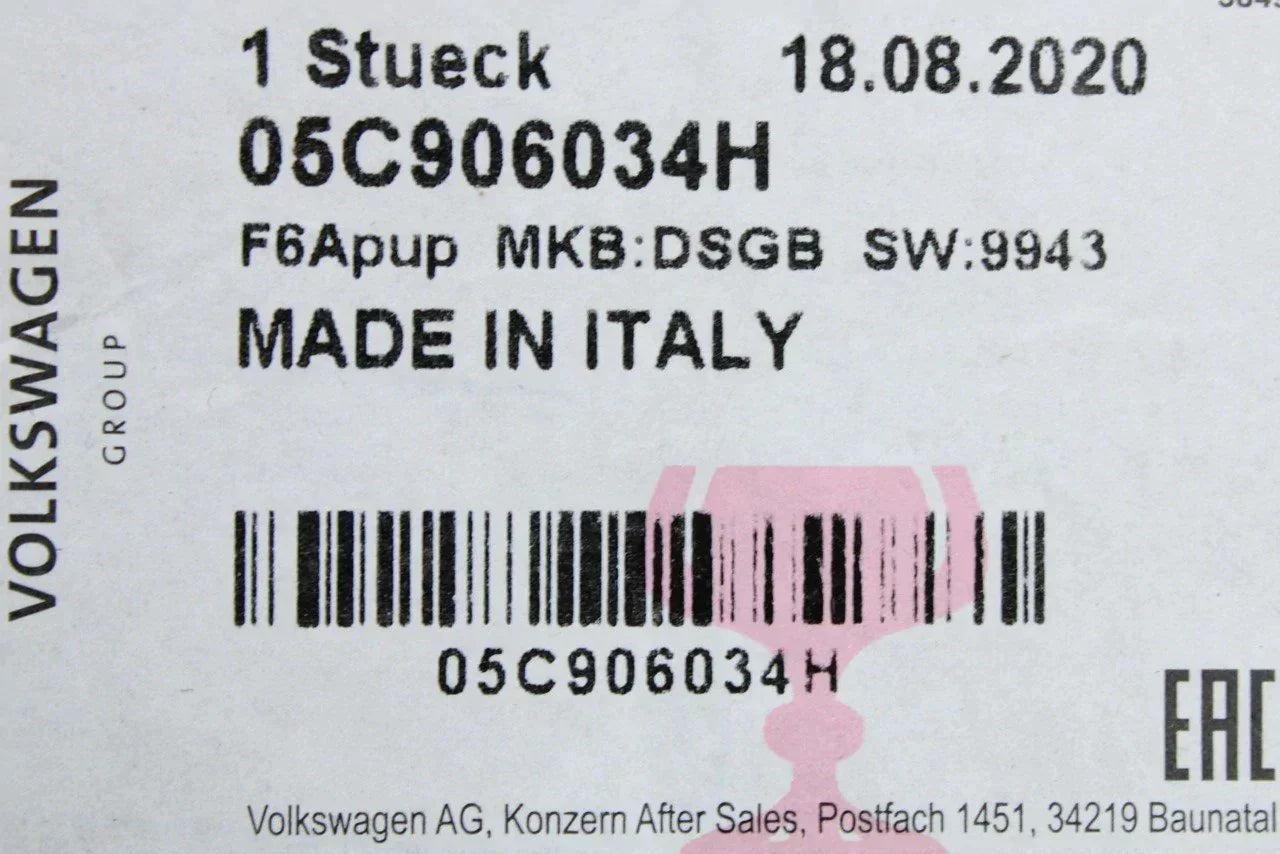 1 Stueck 18.08.2020
05C906034H
F6Apup MKB:DSGB SW:9943
MADE IN ITALY
VOLKSWAGEN
GROUP
05C906034H
EAC
Volkswagen AG, Konzern After Sales, Postfach 1451, 34219 Baunatal